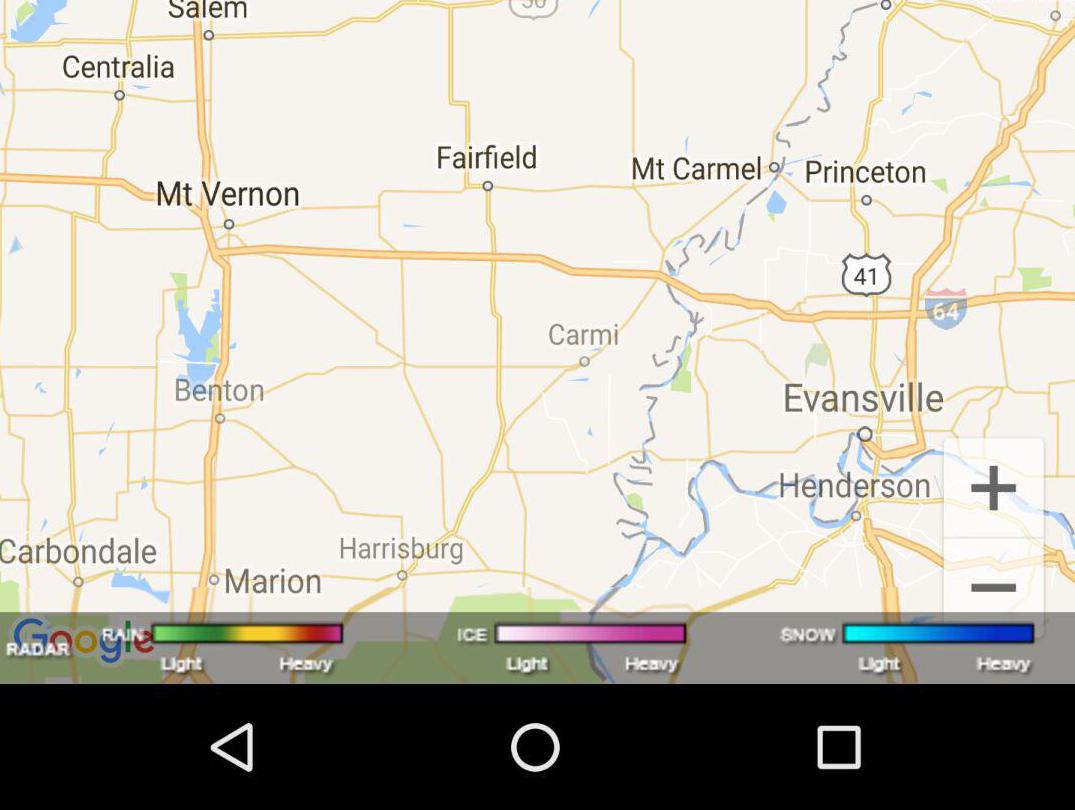 Salem
50
Centralia
Fairfield
Mt Carmel
Princeton
Mt Vernon
41
64
Carmi
Benton
Evansville
Henderson
+
Carbondale
Harrisburg
Marion
−
Google
RADAR
RAIN
Light Heavy
ICE
Light Heavy
SNOW
Light Heavy